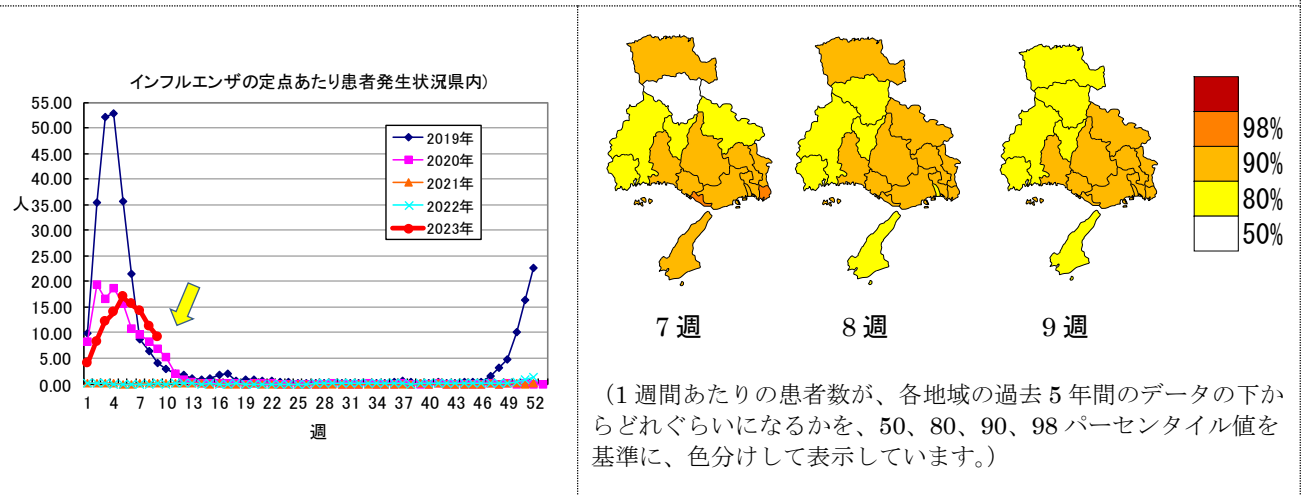 インフルエンザの定点あたり患者発生状況県内)
55.00
50.00
45.00
40.00
35.00
30.00
25.00
20.00
15.00
10.00
5.00
0.00
人
2019年
2020年
2021年
2022年
2023年
1 4 7 10 13 16 19 22 25 28 31 34 37 40 43 46 49 52
週
98%
90%
80%
50%
7 週 8 週 9 週
(1 週間あたりの患者数が、各地域の過去 5 年間のデータの下か
らどれぐらいになるかを、50、80、90、98 パーセンタイル値を
基準に、色分けして表示しています。)